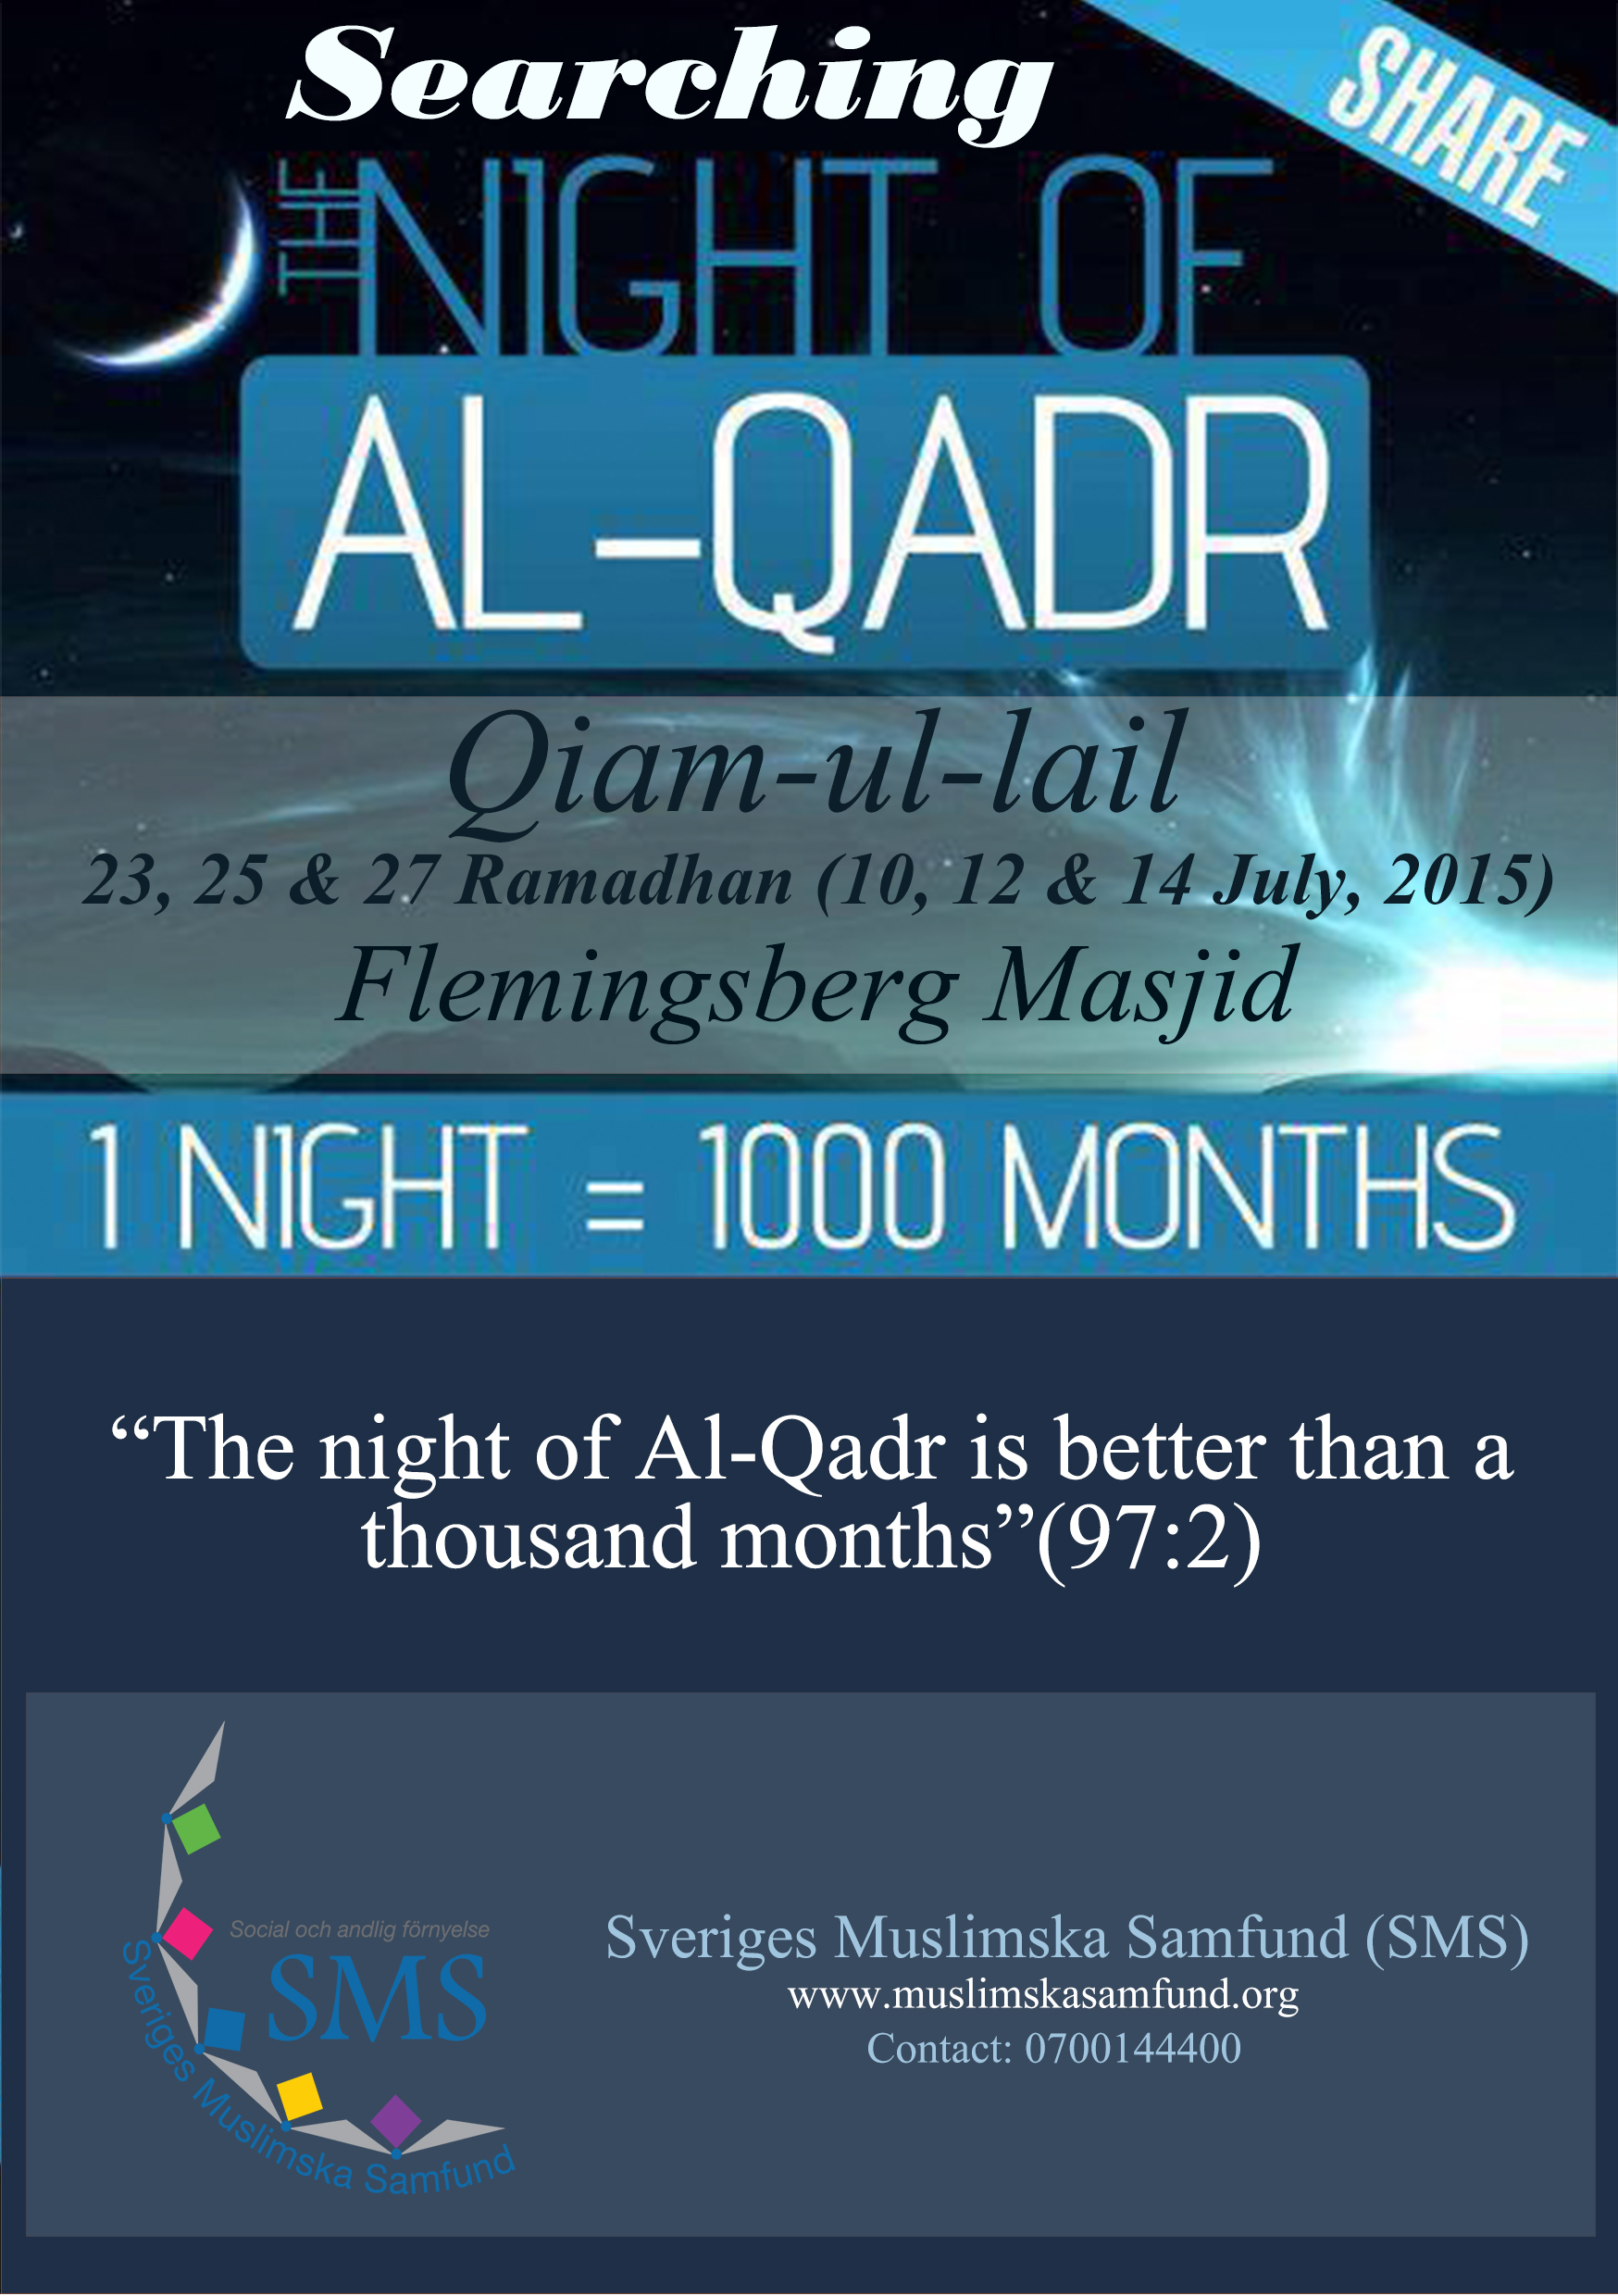 Searching
SHARE
THE NIGHT OF
AL-QADR
Qiam-ul-lail
23, 25 & 27 Ramadhan (10, 12 & 14 July, 2015)
Flemingsberg Masjid
1 NIGHT = 1000 MONTHS
“The night of Al-Qadr is better than a
thousand months”(97:2)
Social och andlig förnyelse
SMS
Sveriges Muslimska Samfund
Sveriges Muslimska Samfund (SMS)
www.muslimskasamfund.org
Contact: 0700144400